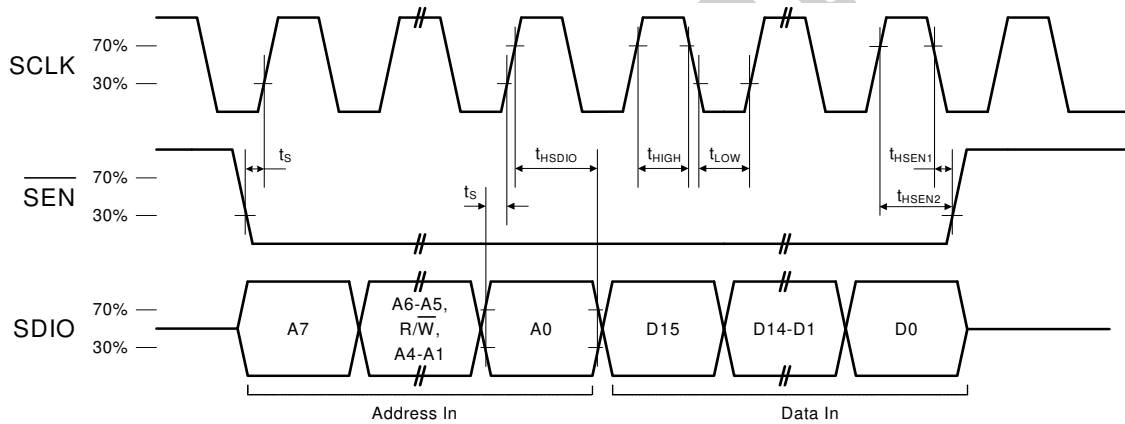 SCLK
70%
30%
tS
tHSDIO
tHIGH
tLOW
tHSEN1
tHSEN2
tS
SEN
70%
30%
SDIO
70%
30%
A7
A6-A5,
R/W,
A4-A1
A0
D15
D14-D1
D0
Address In
Data In